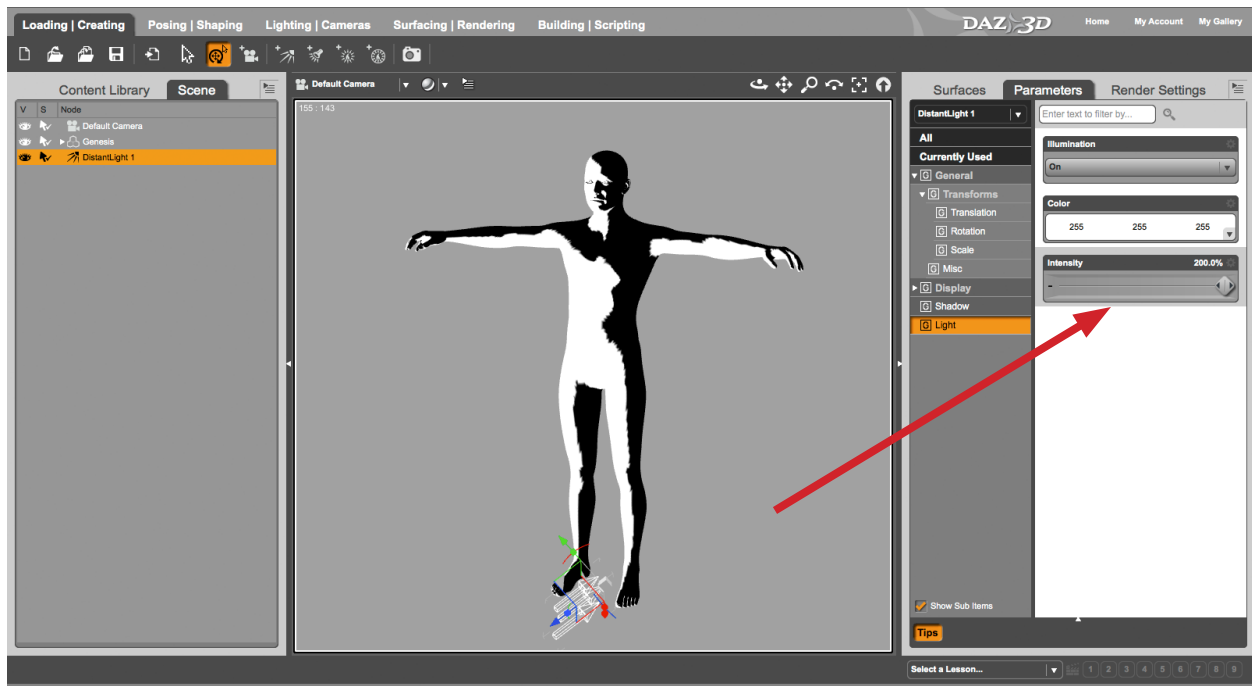 Loading | Creating
Posing | Shaping
Lighting | Cameras
Surfacing | Rendering
Building | Scripting
DAZ 3D
Home
My Account
My Gallery
Content Library
Scene
V S Node
Default Camera
Genesis
DistantLight 1
Default Camera
155 : 143
Surfaces
Parameters
Render Settings
DistantLight 1
All
Currently Used
G General
G Transforms
G Translation
G Rotation
G Scale
G Misc
G Display
G Shadow
G Light
Show Sub Items
Enter text to filter by...
Illumination
On
Color
255 255 255
Intensity 200.0%
Tips
Select a Lesson...
1 2 3 4 5 6 7 8 9